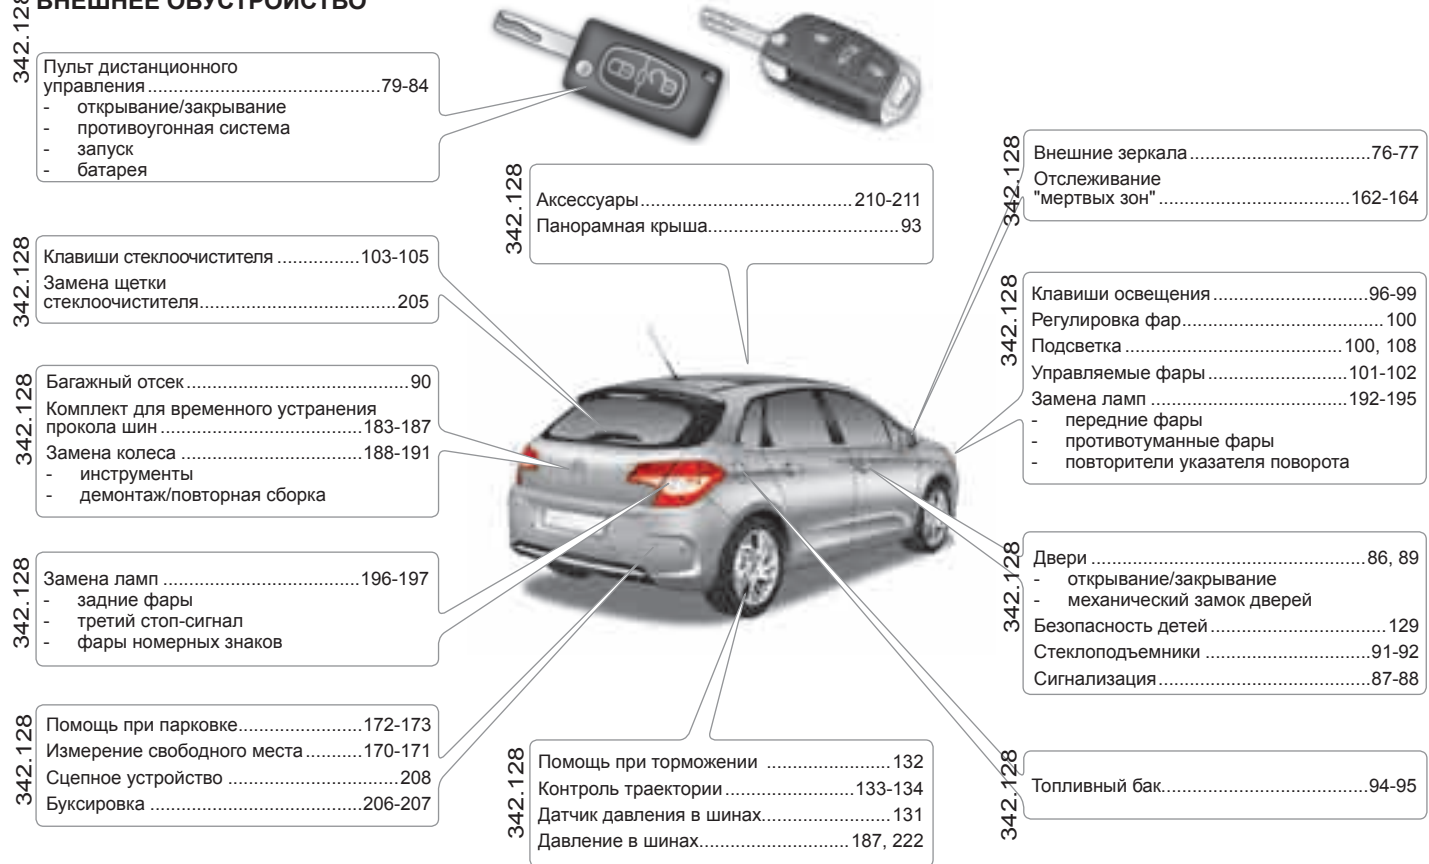 ВНЕШНЕЕ ОБУСТРОЙСТВО
342.128
Пульт дистанционного
управления.............................................79-84
- открывание/закрывание
- противоугонная система
- запуск
- батарея
342.128
Клавиши стеклоочистителя ................103-105
Замена щетки
стеклоочистителя......................................205
342.128
Багажный отсек...........................................90
Комплект для временного устранения
прокола шин.......................................183-187
Замена колеса ...................................188-191
- инструменты
- демонтаж/повторная сборка
342.128
Замена ламп ......................................196-197
- задние фары
- третий стоп-сигнал
- фары номерных знаков
342.128
Помощь при парковке........................172-173
Измерение свободного места...........170-171
Сцепное устройство .................................208
Буксировка .........................................206-207
342.128
Аксессуары.........................................210-211
Панорамная крыша.....................................93
342.128
Помощь при торможении ........................132
Контроль траектории.........................133-134
Датчик давления в шинах.........................131
Давление в шинах.............................187, 222
342.128
Внешние зеркала...................................76-77
Отслеживание
"мертвых зон".....................................162-164
342.128
Клавиши освещения..............................96-99
Регулировка фар.......................................100
Подсветка..........................................100, 108
Управляемые фары...........................101-102
Замена ламп ......................................192-195
- передние фары
- противотуманные фары
- повторители указателя поворота
342.128
Двери.....................................................86, 89
- открывание/закрывание
- механический замок дверей
Безопасность детей..................................129
Стеклоподъемники ................................91-92
Сигнализация.........................................87-88
342.128
Топливный бак........................................94-95